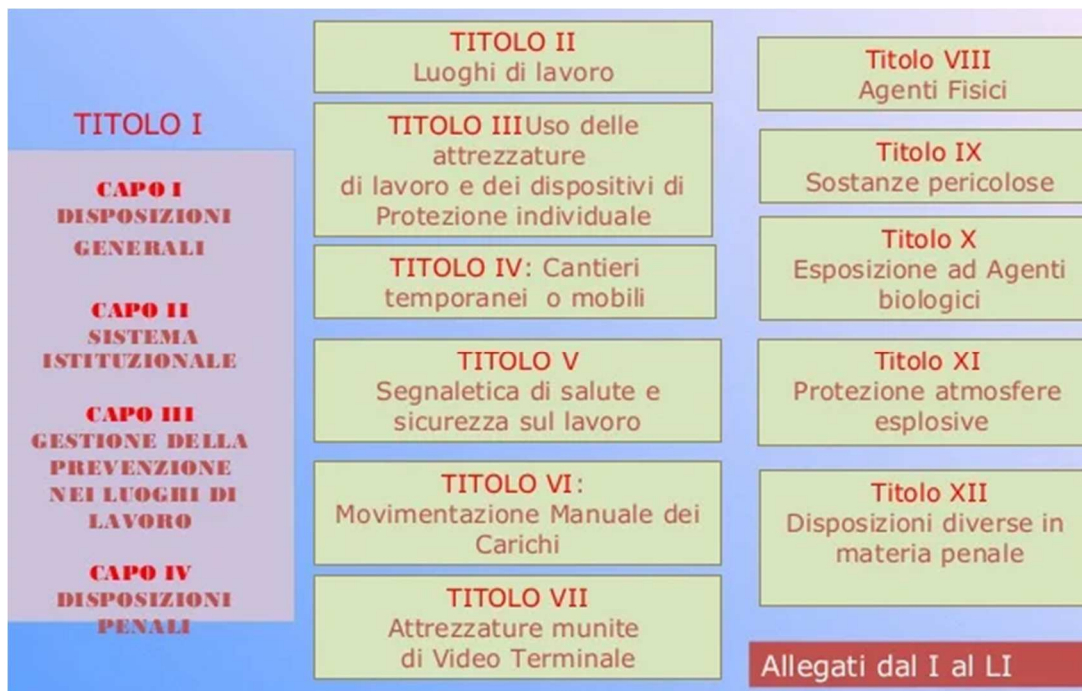 TITOLO I
CAPO I
DISPOSIZIONI
GENERALI
CAPO II
SISTEMA
ISTITUZIONALE
CAPO III
GESTIONE DELLA
PREVENZIONE
NEI LUOGHI DI
LAVORO
CAPO IV
DISPOSIZIONI
PENALI
TITOLO II
Luoghi di lavoro
TITOLO III Uso delle
attrezzature
di lavoro e dei dispositivi di
Protezione individuale
TITOLO IV: Cantieri
temporanei o mobili
TITOLO V
Segnaletica di salute e
sicurezza sul lavoro
TITOLO VI:
Movimentazione Manuale dei
Carichi
TITOLO VII
Attrezzature munite
di Video Terminale
Titolo VIII
Agenti Fisici
Titolo IX
Sostanze pericolose
Titolo X
Esposizione ad Agenti
biologici
Titolo XI
Protezione atmosfere
esplosive
Titolo XII
Disposizioni diverse in
materia penale
Allegati dal I al LI